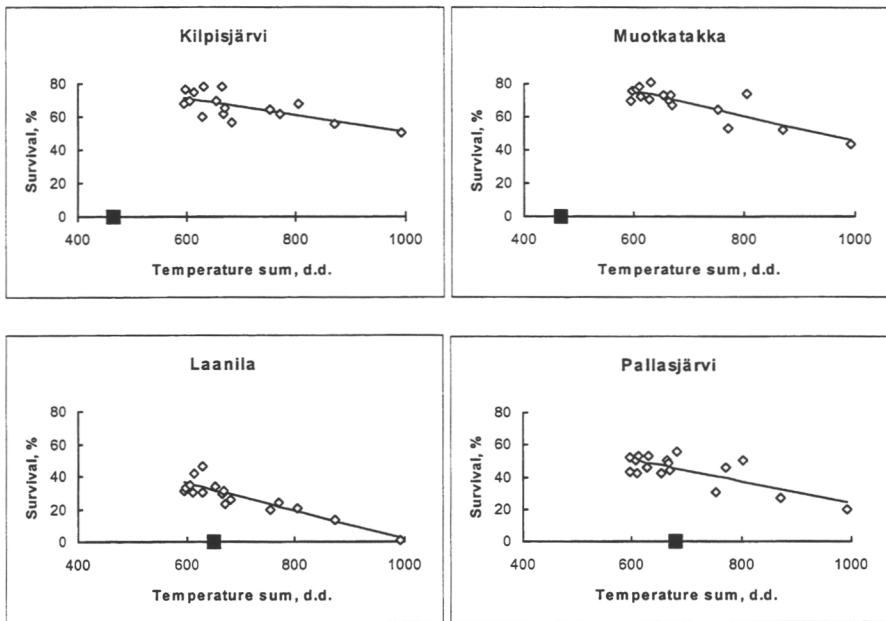 Kilpisjärvi
Survival, %
80
60
40
20
0
400 600 800 1000
Temperature sum, d.d.
Muotkatakka
Survival, %
80
60
40
20
0
400 600 800 1000
Temperature sum, d.d.
Laanila
Survival, %
80
60
40
20
0
400 600 800 1000
Temperature sum, d.d.
Pallasjärvi
Survival, %
80
60
40
20
0
400 600 800 1000
Temperature sum, d.d.